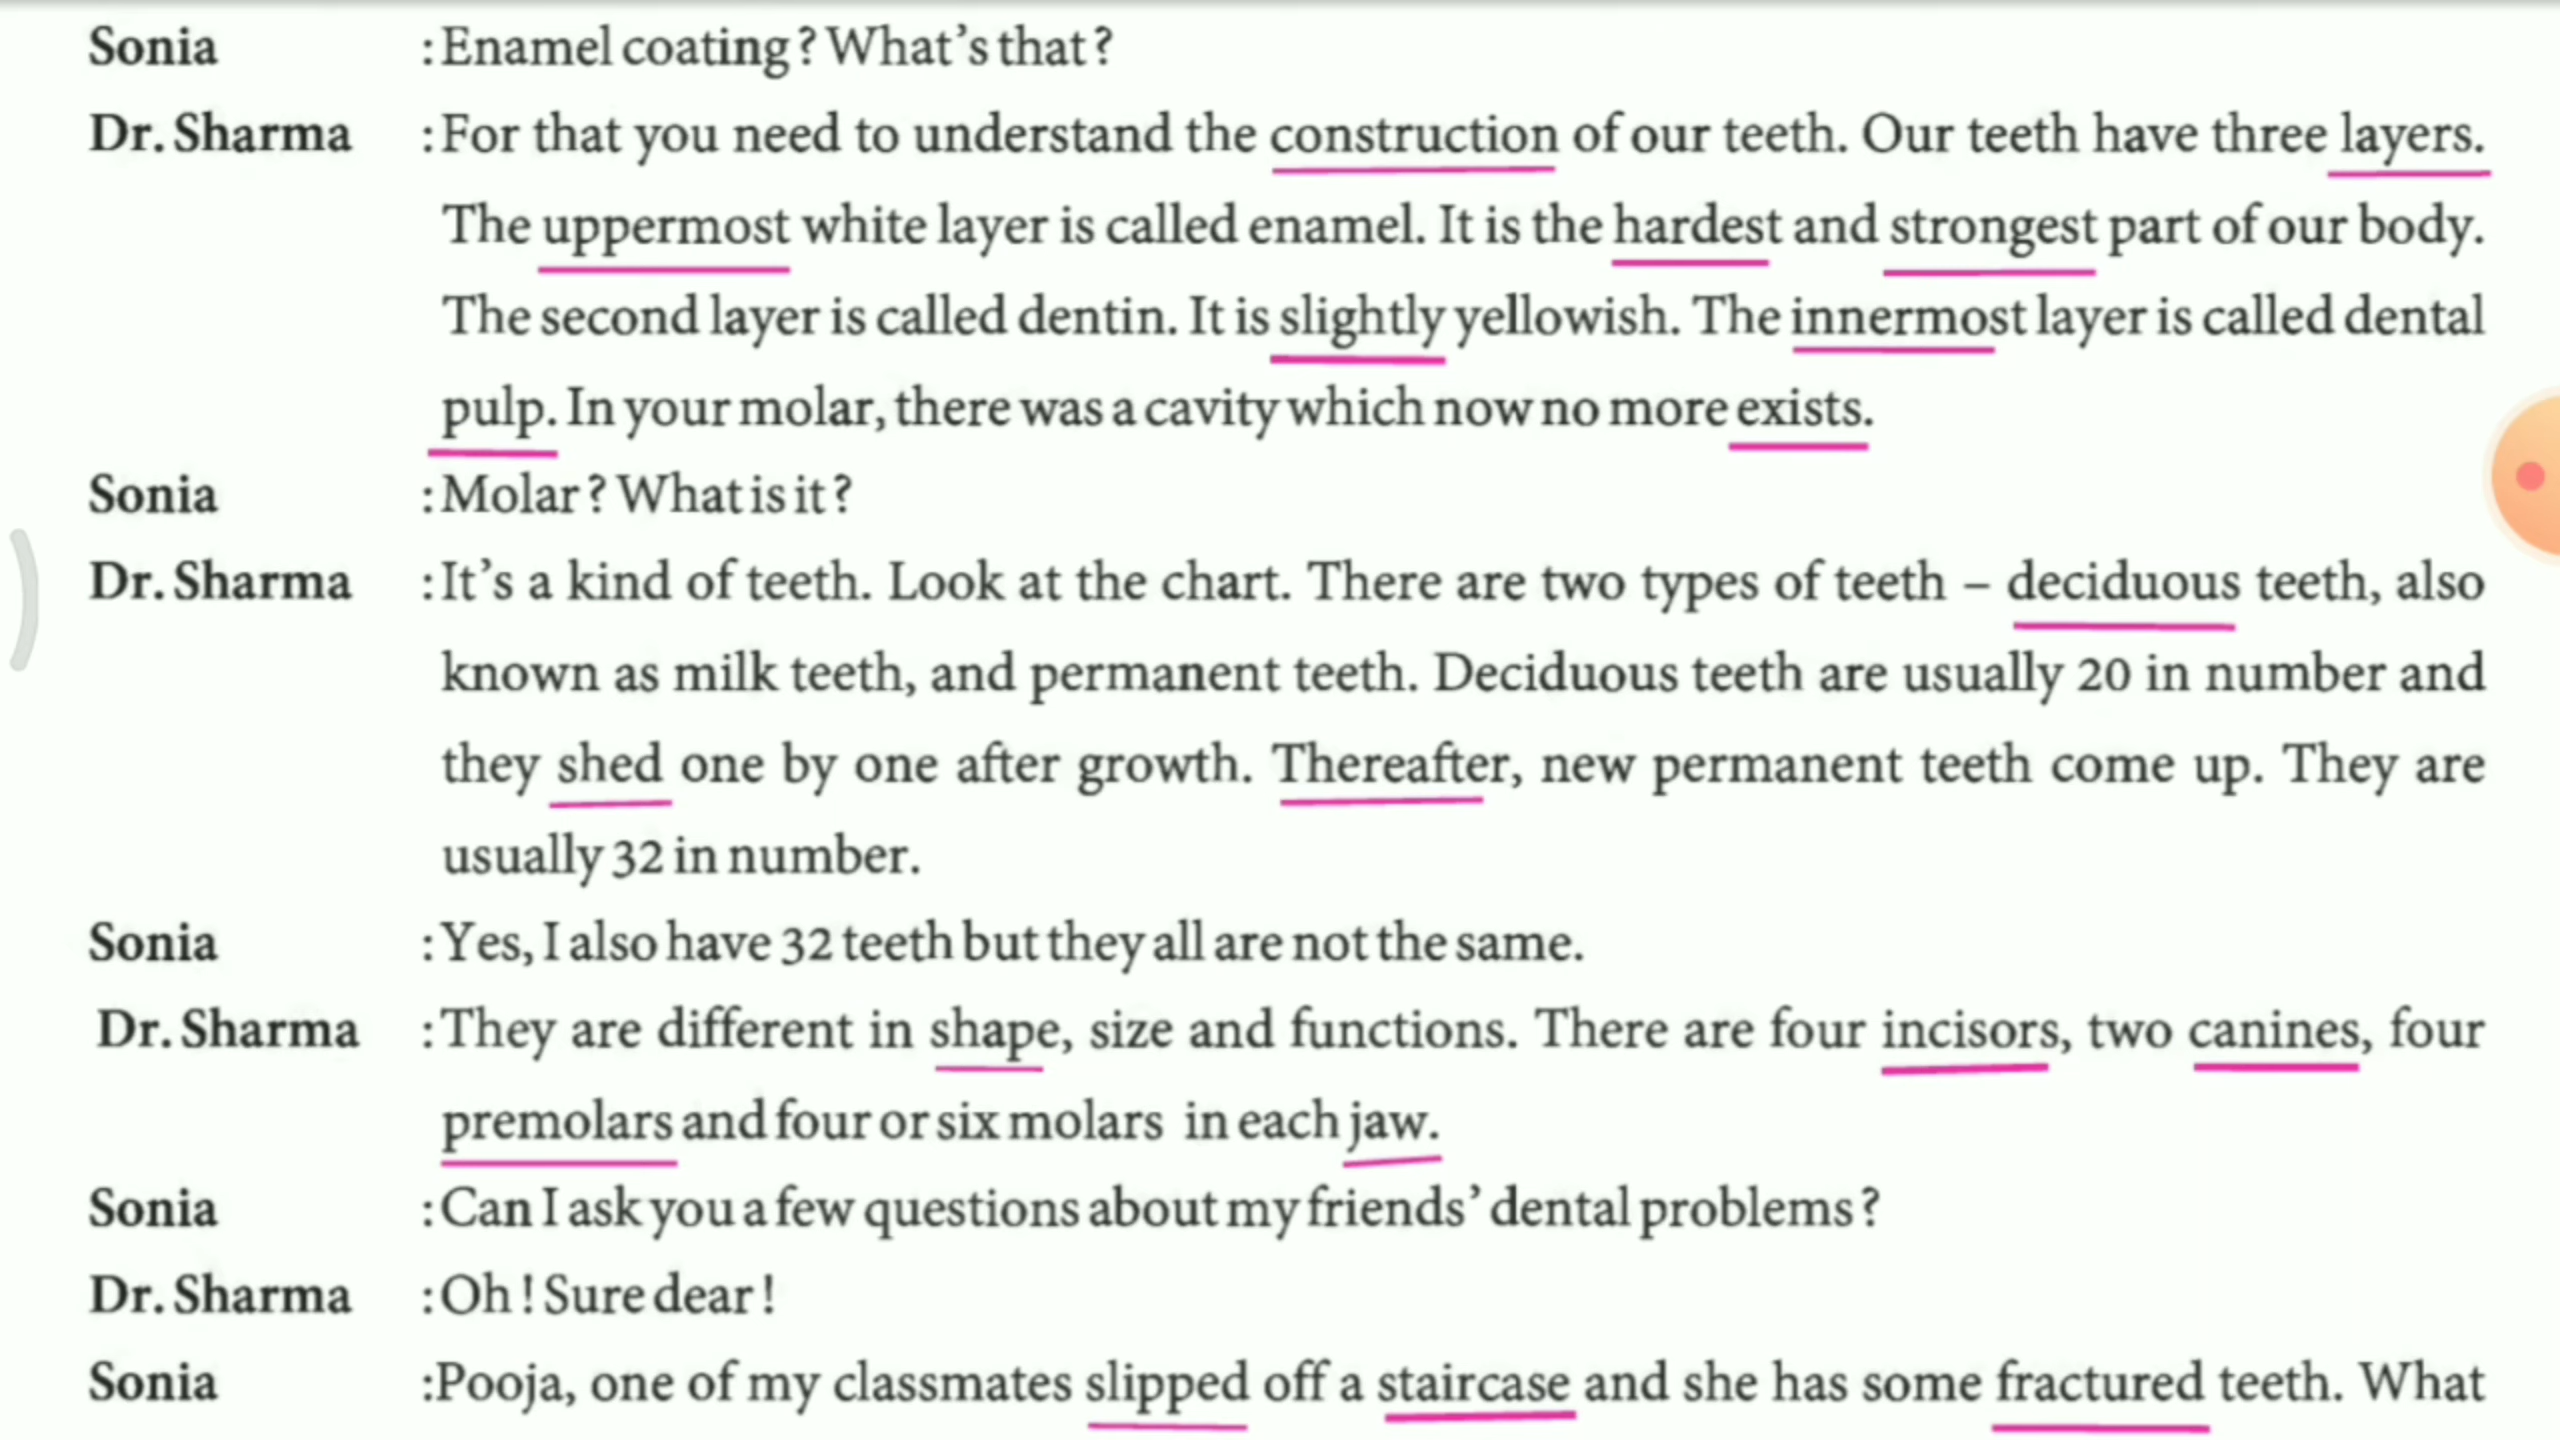 Sonia : Enamel coating ? What's that ?
Dr. Sharma : For that you need to understand the construction of our teeth. Our teeth have three layers.
The uppermost white layer is called enamel. It is the hardest and strongest part of our body.
The second layer is called dentin. It is slightly yellowish. The innermost layer is called dental
pulp. In your molar, there was a cavity which now no more exists.
Sonia : Molar ? What is it ?
Dr. Sharma : It's a kind of teeth. Look at the chart. There are two types of teeth – deciduous teeth, also
known as milk teeth, and permanent teeth. Deciduous teeth are usually 20 in number and
they shed one by one after growth. Thereafter, new permanent teeth come up. They are
usually 32 in number.
Sonia : Yes, I also have 32 teeth but they all are not the same.
Dr. Sharma : They are different in shape, size and functions. There are four incisors, two canines, four
premolars and four or six molars in each jaw.
Sonia : Can I ask you a few questions about my friends' dental problems ?
Dr. Sharma : Oh ! Sure dear !
Sonia :Pooja, one of my classmates slipped off a staircase and she has some fractured teeth. What